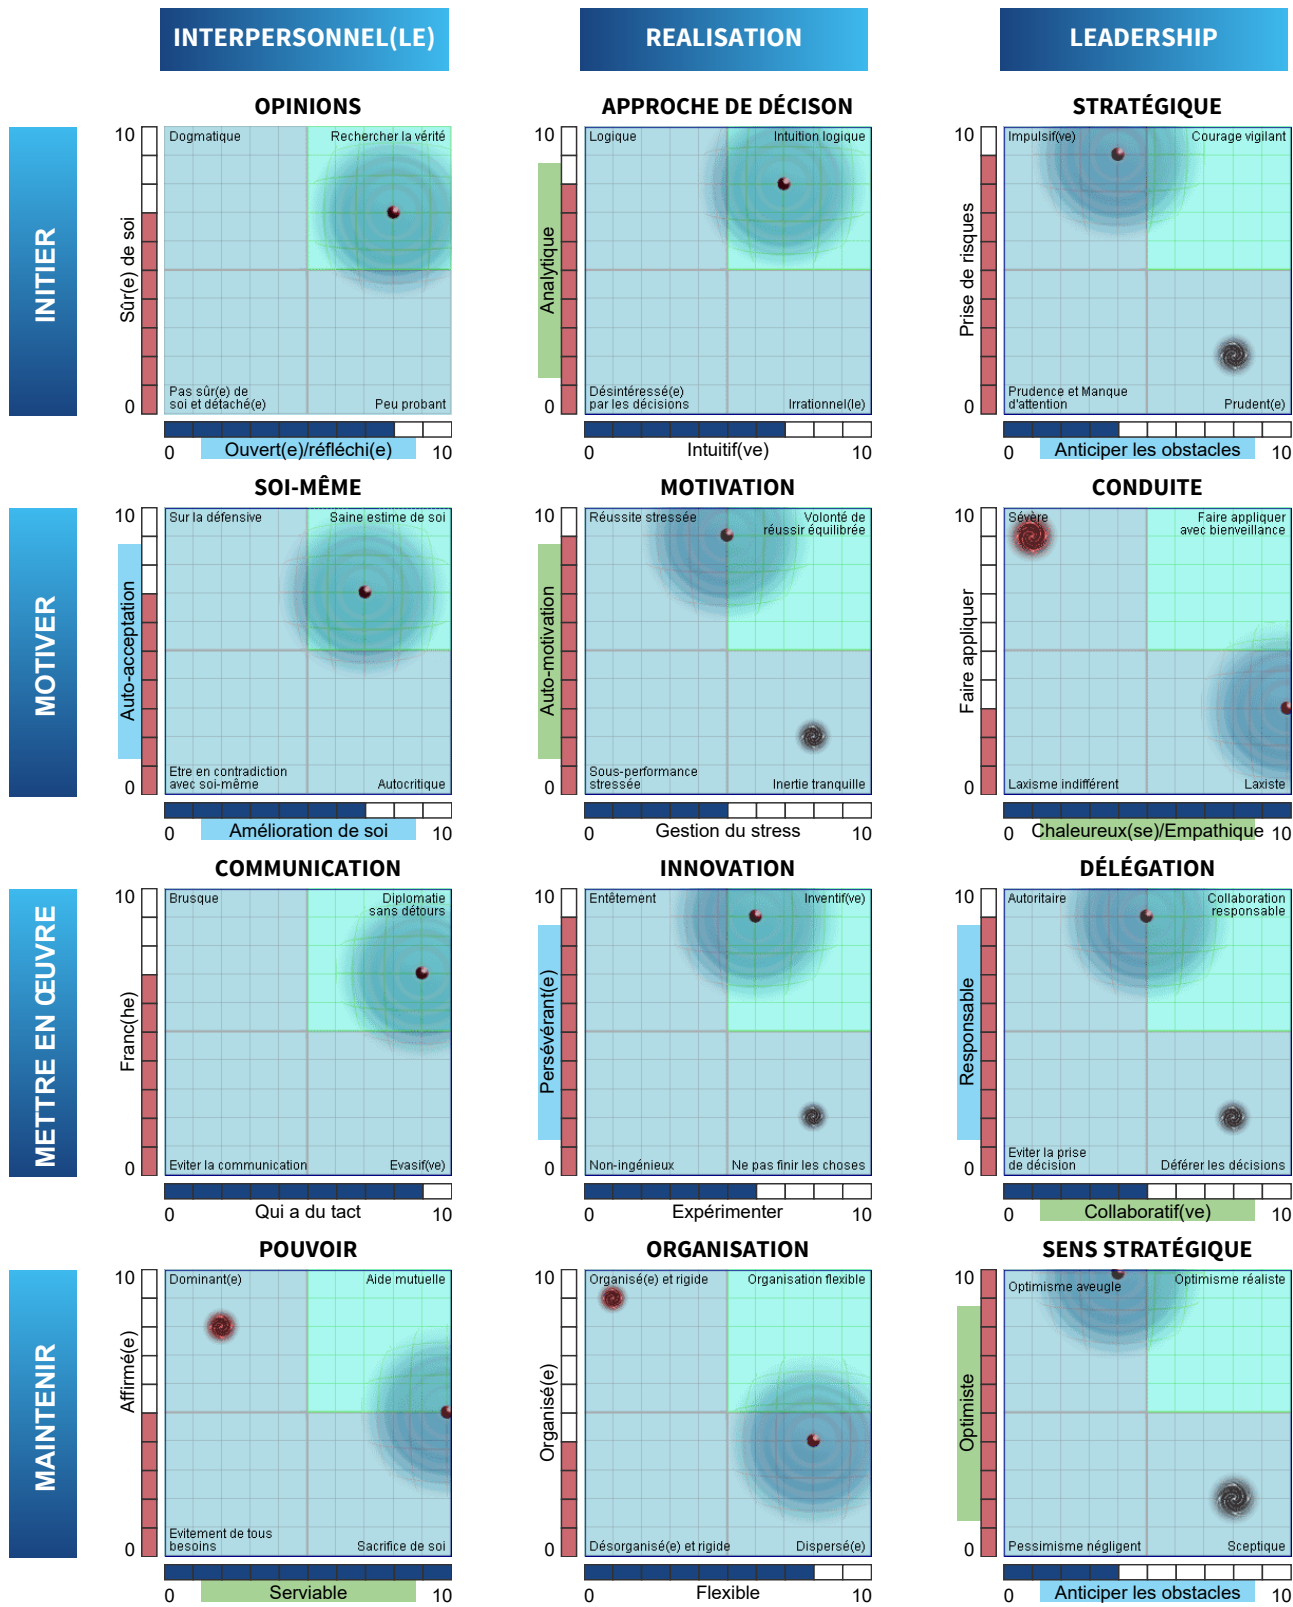 INTERPERSONNEL(LE)
REALISATION
LEADERSHIP
INITIER
OPINIONS
10
Dogmatique
Rechercher la vérité
Sûr(e) de soi
Pas sûr(e) de
soi et détaché(e)
Peu probant
0
0
Ouvert(e)/réfléchi(e)
10
APPROCHE DE DÉCISON
10
Logique
Intuition logique
Analytique
Désintéressé(e)
par les décisions
Irrationnel(le)
0
0
Intuitif(ve)
10
STRATÉGIQUE
10
Impulsif(ve)
Courage vigilant
Prise de risques
Prudence et Manque
d'attention
Prudent(e)
0
0
Anticiper les obstacles
10
MOTIVER
SOI-MÊME
10
Sur la défensive
Saine estime de soi
Auto-acceptation
Etre en contradiction
avec soi-même
Autocritique
0
0
Amélioration de soi
10
MOTIVATION
10
Réussite stressée
Volonté de
réussir équilibrée
Auto-motivation
Sous-performance
stressée
Inertie tranquille
0
0
Gestion du stress
10
CONDUITE
10
Sévère
Faire appliquer
avec bienveillance
Faire appliquer
Laxisme indifférent
Laxiste
0
0
Chaleureux(se)/Empathique
10
METTRE EN ŒUVRE
COMMUNICATION
10
Brusque
Diplomatie
sans détours
Franc(he)
Eviter la communication
Evasif(ve)
0
0
Qui a du tact
10
INNOVATION
10
Entêtement
Inventif(ve)
Persévérant(e)
Non-ingénieux
Ne pas finir les choses
0
0
Expérimenter
10
DÉLÉGATION
10
Autoritaire
Collaboration
responsable
Responsable
Eviter la prise
de décision
Déférer les décisions
0
0
Collaboratif(ve)
10
MAINTENIR
POUVOIR
10
Dominant(e)
Aide mutuelle
Affirmé(e)
Evitement de tous
besoins
Sacrifice de soi
0
0
Serviable
10
ORGANISATION
10
Organisé(e) et rigide
Organisation flexible
Organisé(e)
Désorganisé(e) et rigide
Dispersé(e)
0
0
Flexible
10
SENS STRATÉGIQUE
10
Optimisme aveugle
Optimisme réaliste
Optimiste
Pessimisme négligent
Sceptique
0
0
Anticiper les obstacles
10